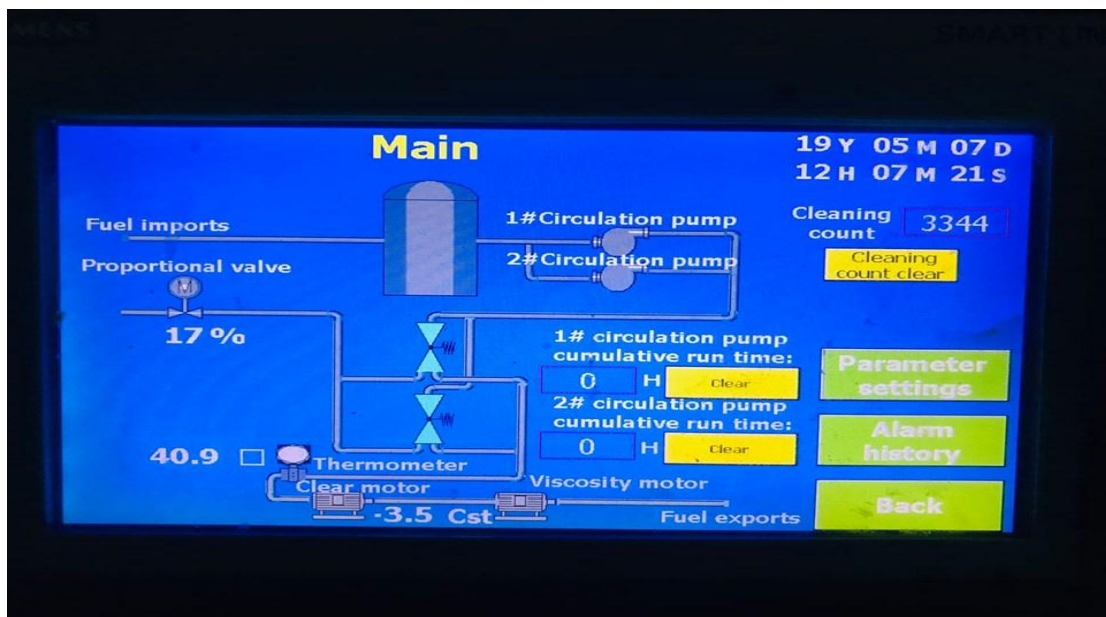 Main
19 Y 05 M 07 D
12 H 07 M 21 S
Fuel imports
1#Circulation pump
Cleaning
count
3344
Proportional valve
2#Circulation pump
Cleaning
count clear
17 %
1# circulation pump
cumulative run time:
0 H Clear
Parameter
settings
2# circulation pump
cumulative run time:
0 H Clear
Alarm
history
40.9
Thermometer
Clear motor
Viscosity motor
-3.5 Cst
Fuel exports
Back